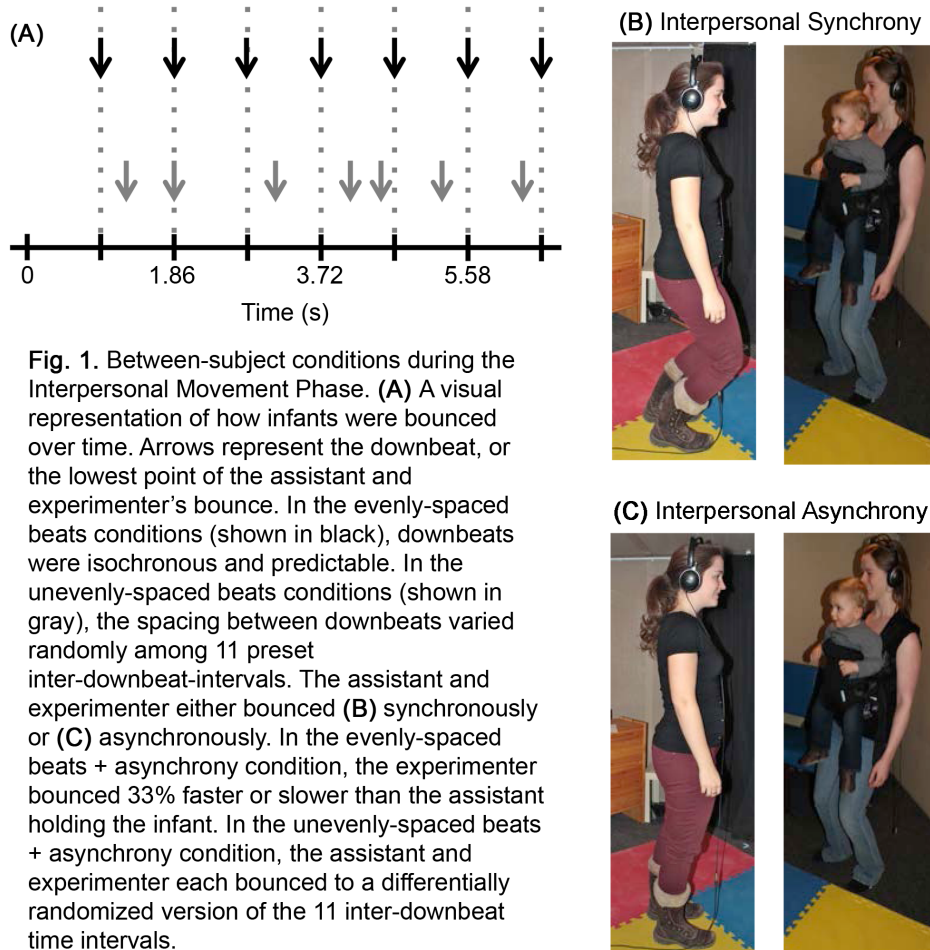 (A)
0 1.86 3.72 5.58
Time (s)
Fig. 1. Between-subject conditions during the
Interpersonal Movement Phase. (A) A visual
representation of how infants were bounced
over time. Arrows represent the downbeat, or
the lowest point of the assistant and
experimenter's bounce. In the evenly-spaced
beats conditions (shown in black), downbeats
were isochronous and predictable. In the
unevenly-spaced beats conditions (shown in
gray), the spacing between downbeats varied
randomly among 11 preset
inter-downbeat-intervals. The assistant and
experimenter either bounced (B) synchronously
or (C) asynchronously. In the evenly-spaced
beats + asynchrony condition, the experimenter
bounced 33% faster or slower than the assistant
holding the infant. In the unevenly-spaced beats
+ asynchrony condition, the assistant and
experimenter each bounced to a differentially
randomized version of the 11 inter-downbeat
time intervals.
(B) Interpersonal Synchrony
(C) Interpersonal Asynchrony